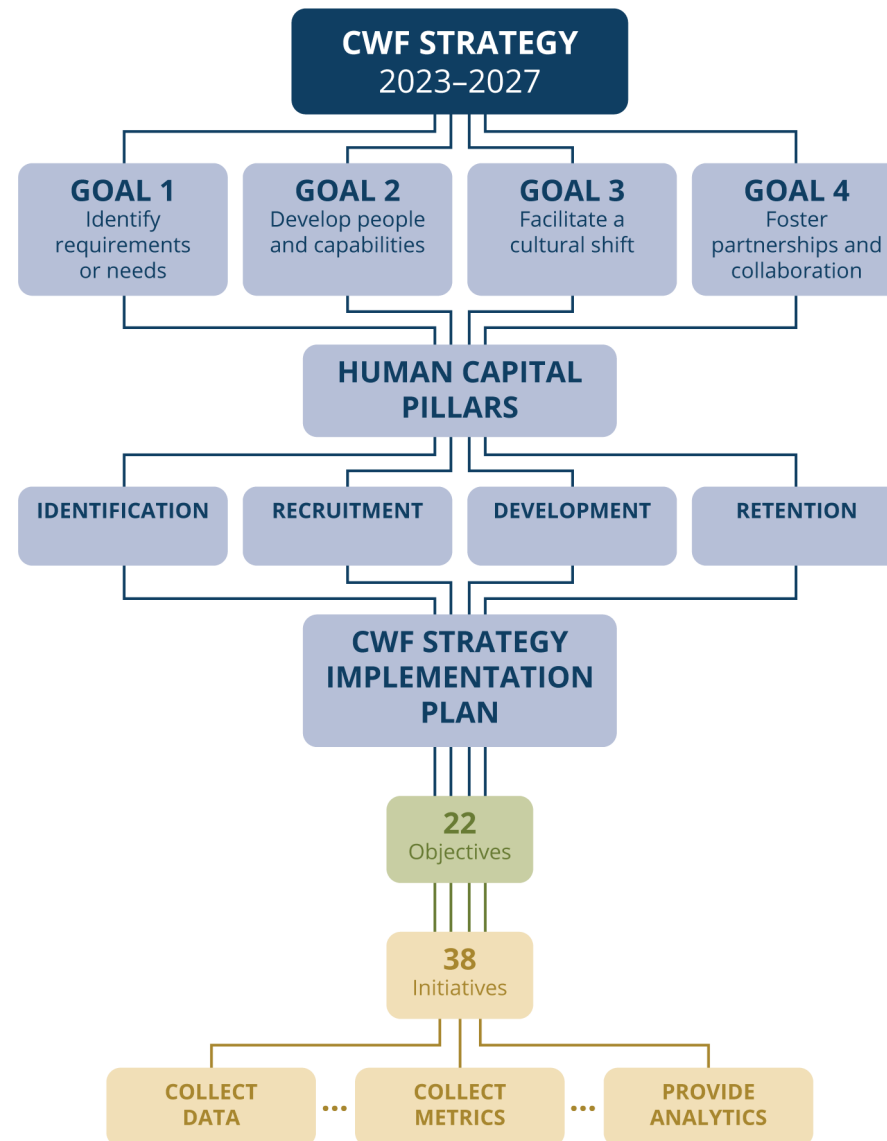 CWF STRATEGY
2023–2027
GOAL 1
Identify
requirements
or needs
GOAL 2
Develop people
and capabilities
GOAL 3
Facilitate a
cultural shift
GOAL 4
Foster
partnerships and
collaboration
HUMAN CAPITAL
PILLARS
IDENTIFICATION
RECRUITMENT
DEVELOPMENT
RETENTION
CWF STRATEGY
IMPLEMENTATION
PLAN
22
Objectives
38
Initiatives
COLLECT
DATA
...
COLLECT
METRICS
...
PROVIDE
ANALYTICS